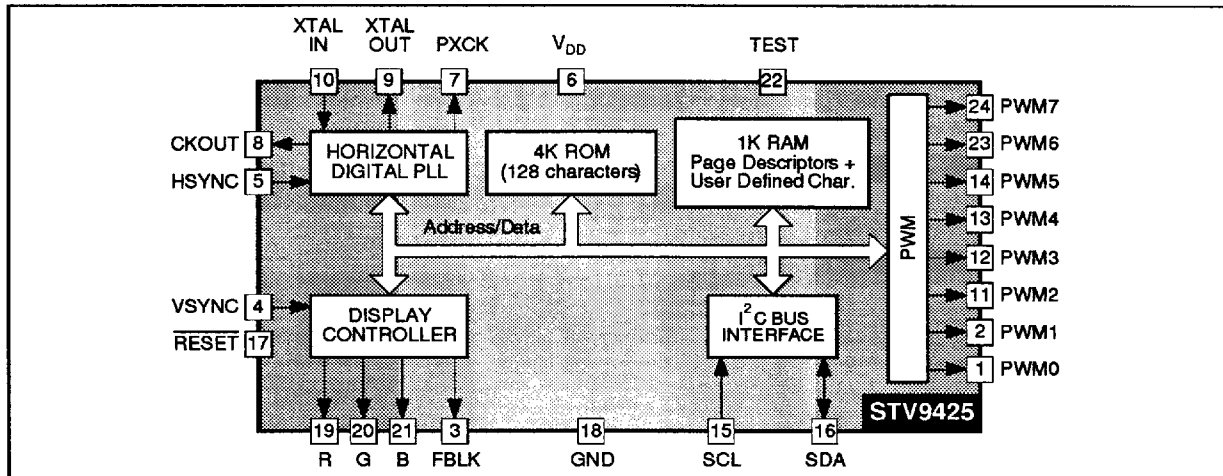 XTAL IN
XTAL OUT
PXCK
V_DD
TEST
10
9
7
6
22
CKOUT 8
HSYNC 5
HORIZONTAL
DIGITAL PLL
4K ROM
(128 characters)
1K RAM
Page Descriptors +
User Defined Char.
PWM
24 PWM7
23 PWM6
14 PWM5
13 PWM4
12 PWM3
11 PWM2
2 PWM1
1 PWM0
Address/Data
VSYNC 4
RESET 17
DISPLAY
CONTROLLER
I²C BUS
INTERFACE
STV9425
19
20
21
3
18
15
16
R
G
B
FBLK
GND
SCL
SDA